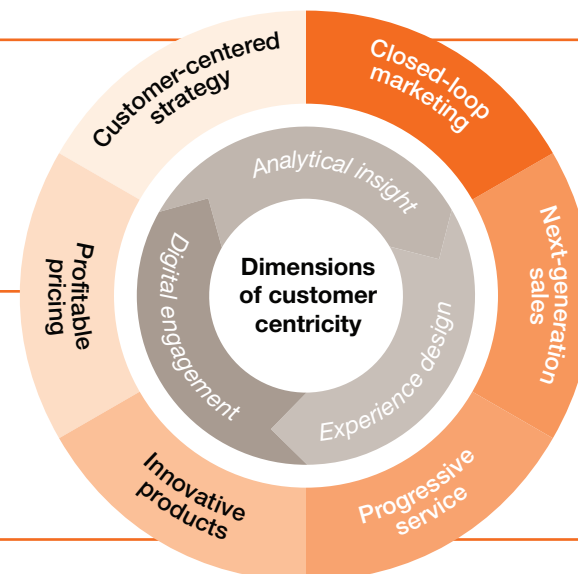 Customer-centered
strategy
Closed-loop
marketing
Next-generation
sales
Progressive
service
Innovative
products
Profitable
pricing
Analytical insight
Experience design
Digital engagement
Dimensions
of customer
centricity